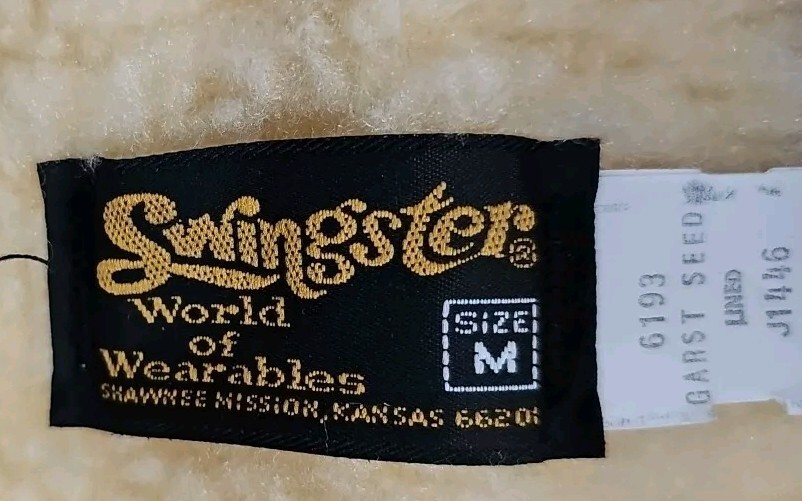 Swingster®
World
of
Wearables
SHAWNEE MISSION, KANSAS 66201
SIZE
M
6193
GARST SEED
LINED
J1446